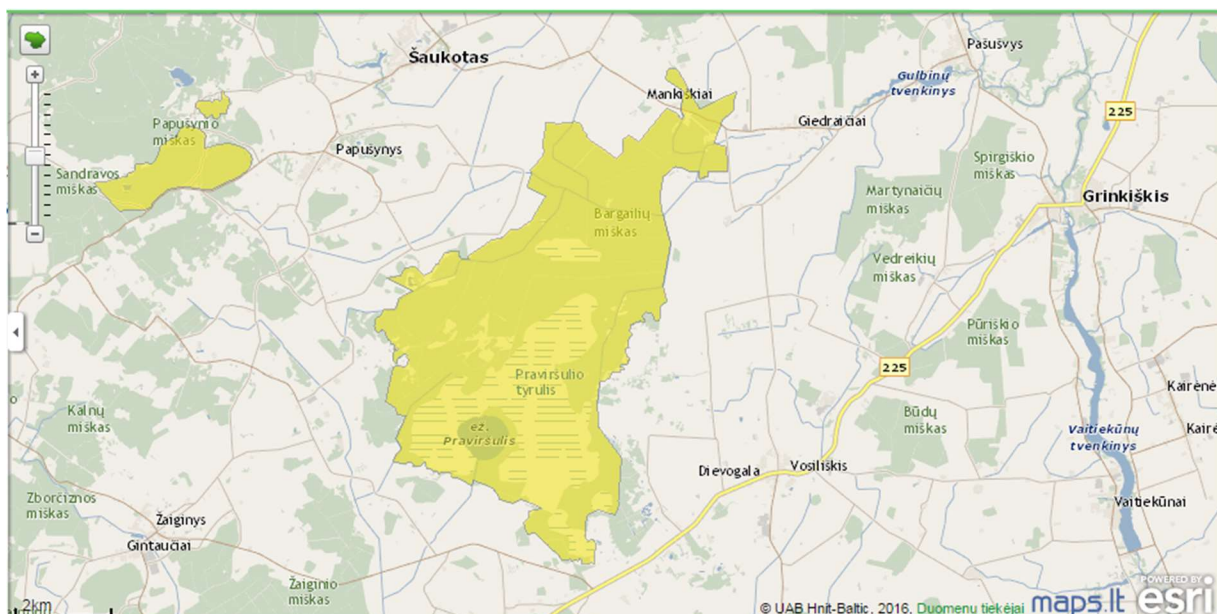 Šaukotas
Pašušvys
Gulbinų
tvenkinys
Mankiškiai
225
Giedraičiai
Papušynio
miškas
Papušynys
Spirgiškio
miškas
Sandravos
miškas
Martynaičių
miškas
Grinkiškis
Bargailių
miškas
Vedreikių
miškas
Pūriškio
miškas
225
Praviršulio
tyrulis
Kairėnė
Kalnų
miškas
Būdų
miškas
ež.
Praviršulis
Vaitiekūnų
tvenkinys
Kairė
Dievogala
Vosiliškis
Zborčiznos
miškas
Vaitiekūnai
Žaiginys
Gintaučiai
Žaiginio
miškas
2km
© UAB Hnit-Baltic, 2016, Duomenų tiekėjai maps.lt
POWERED BY
esri